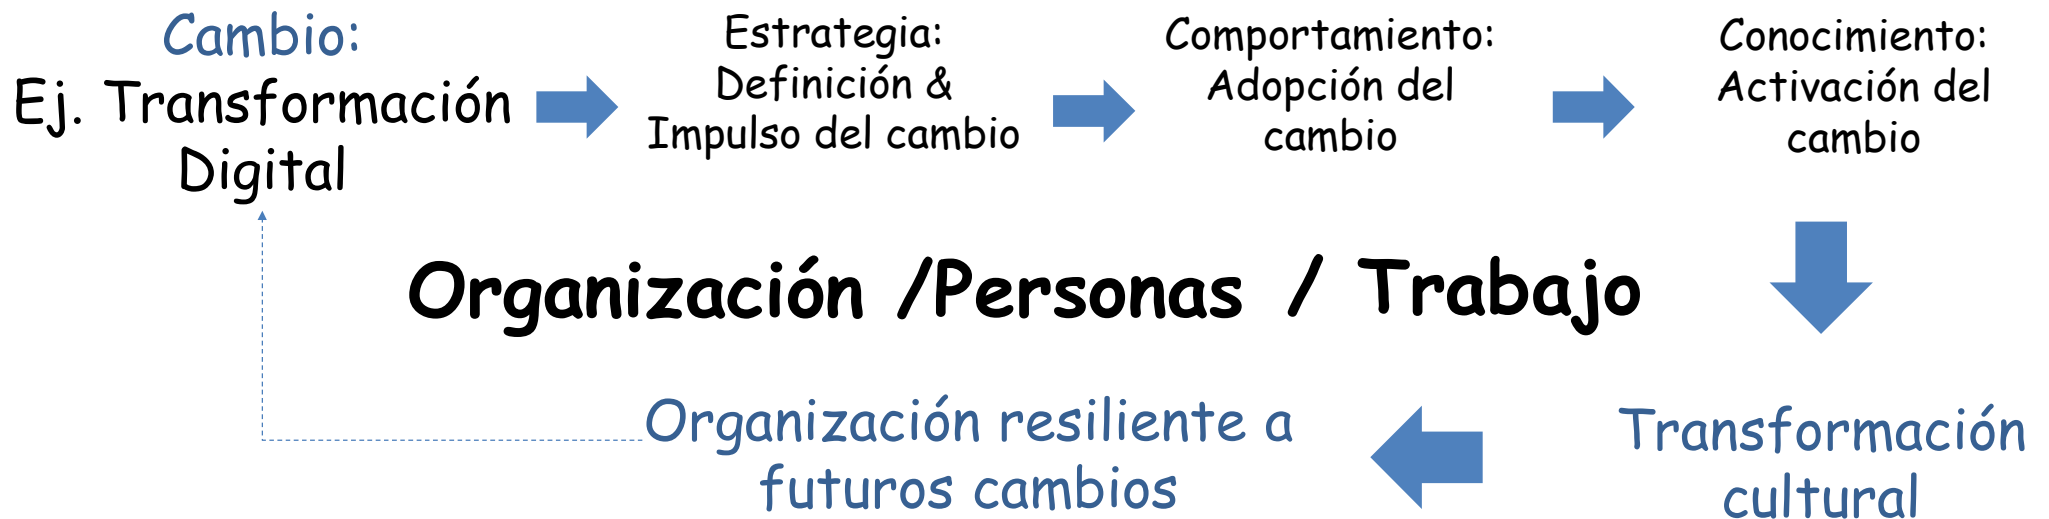 Cambio:
Ej. Transformación
Digital
Estrategia:
Definición &
Impulso del cambio
Comportamiento:
Adopción del
cambio
Conocimiento:
Activación del
cambio
Organización /Personas / Trabajo
Transformación
cultural
Organización resiliente a
futuros cambios